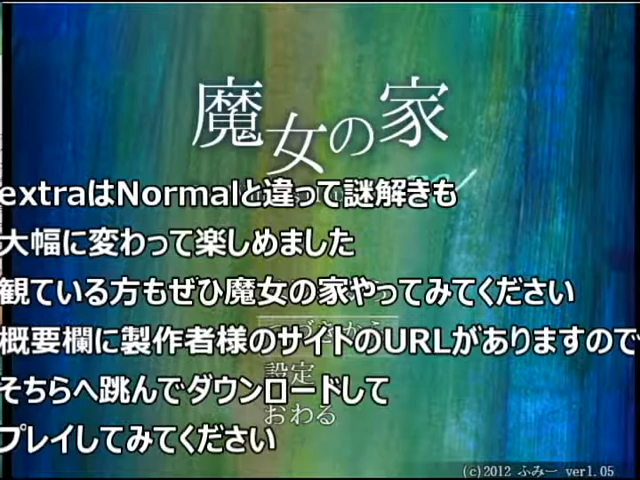 魔女の家
extraはNormalと違って謎解きも
大幅に変わって楽しめました
観ている方もぜひ魔女の家やってみてください
つづきから
概要欄に製作者様のサイトのURLがありますので
設定
そちらへ跳んでダウンロードして
おわる
プレイしてみてください
(c)2012 ふみー ver1.05